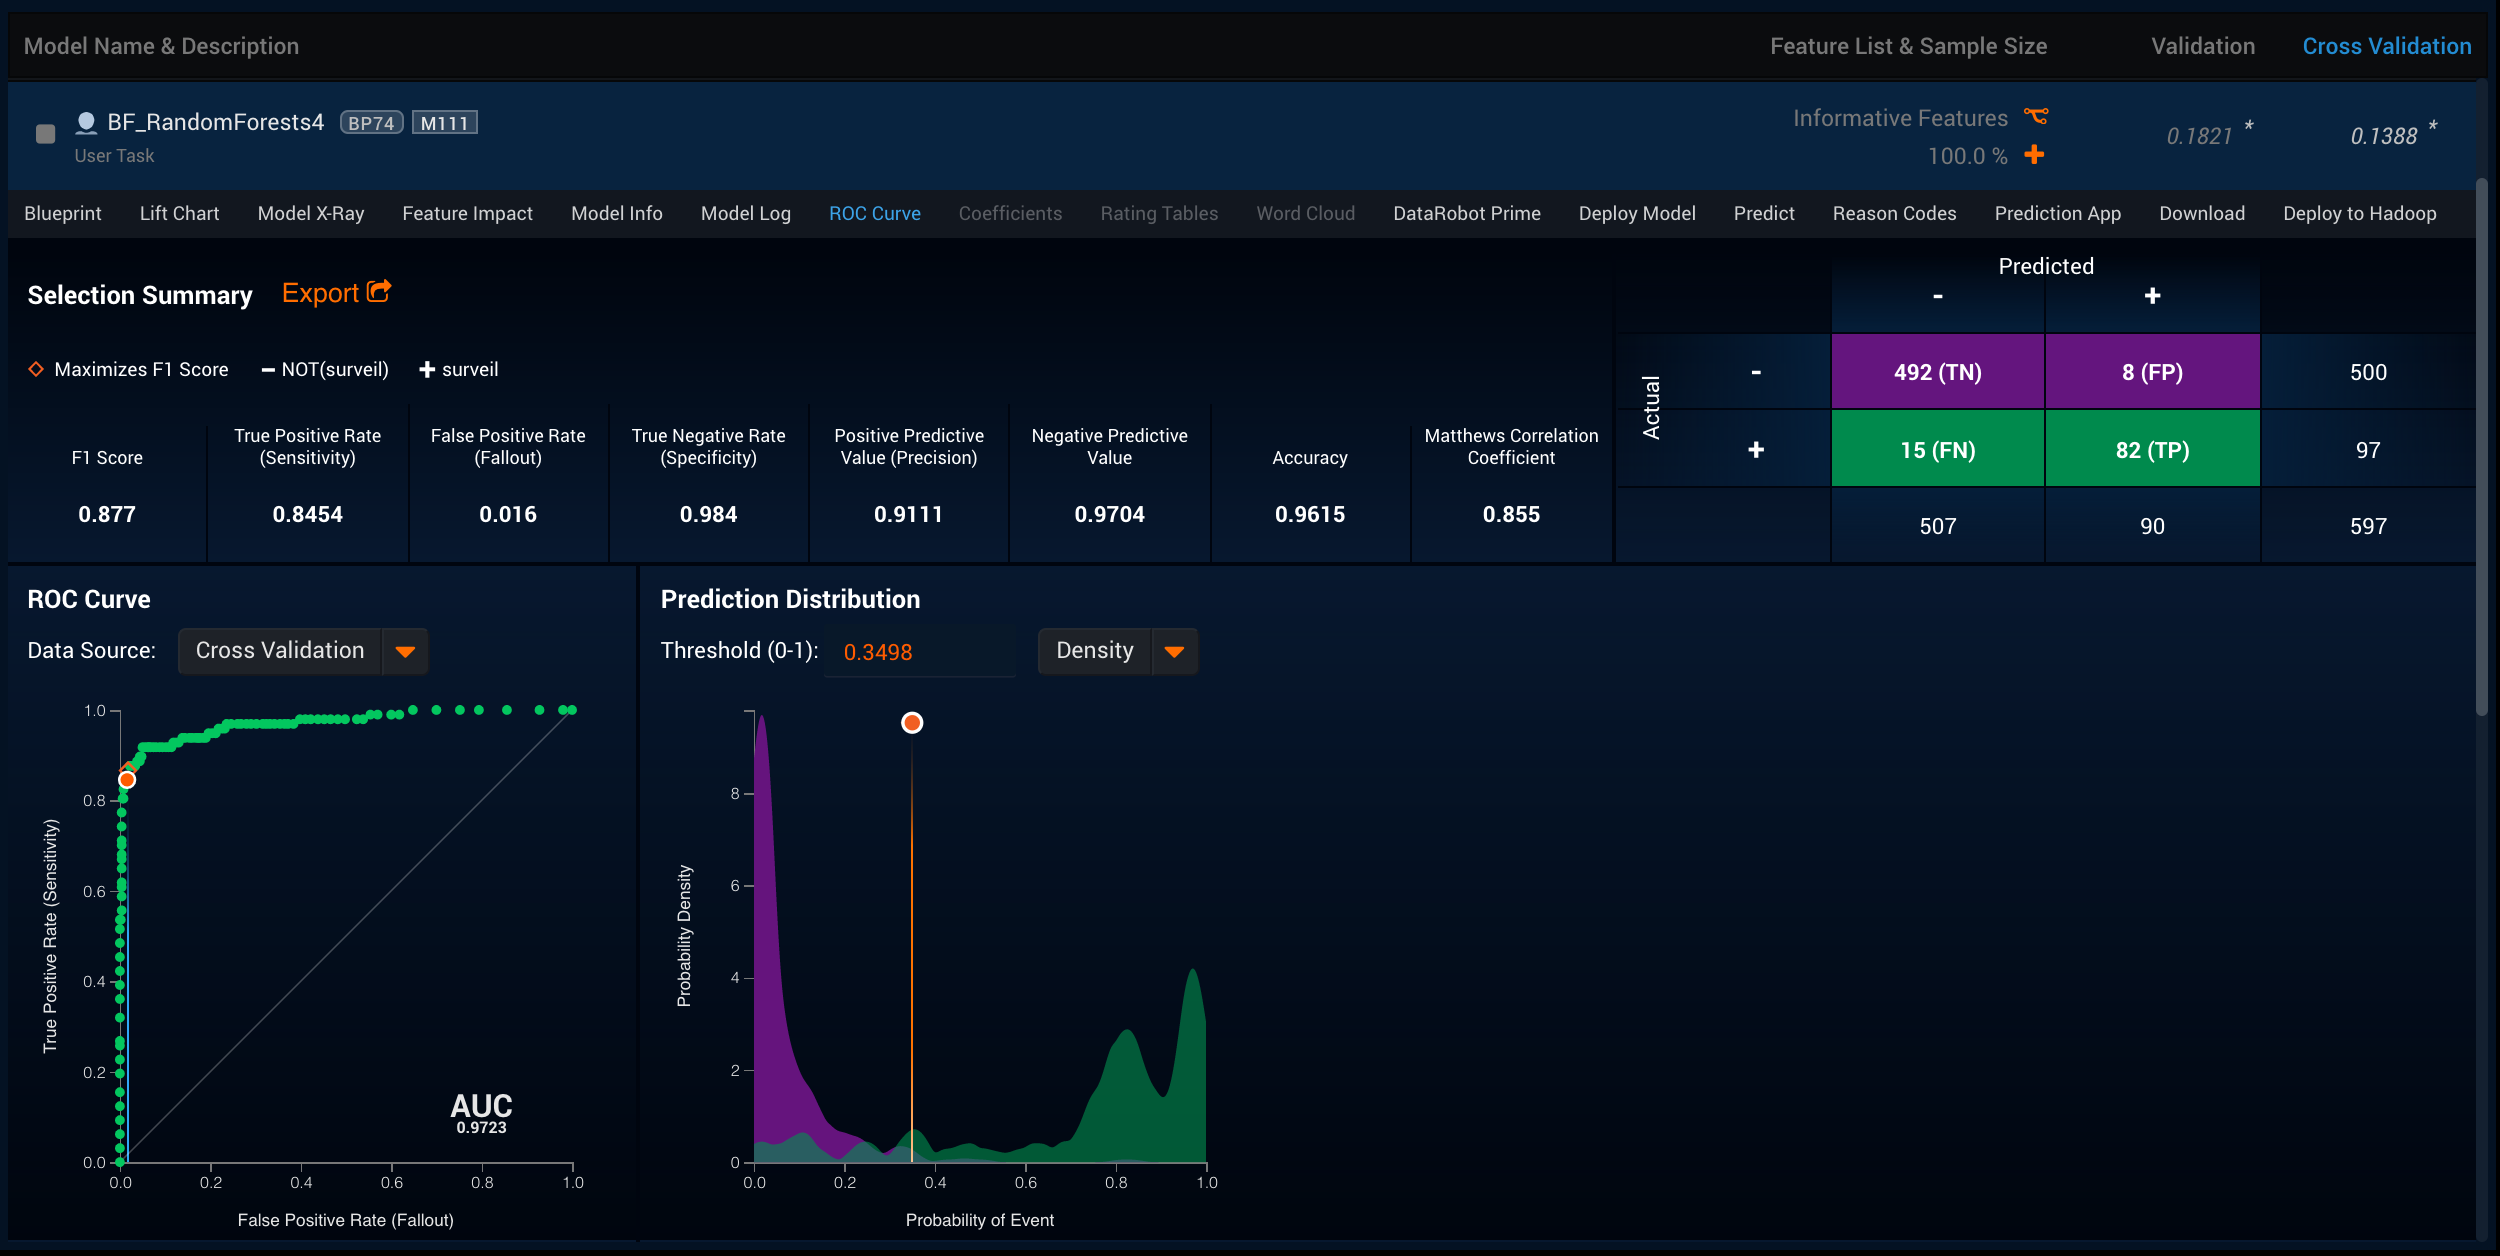 Model Name & Description Feature List & Sample Size Validation Cross Validation
BF_RandomForests4 BP74 M111 Informative Features 0.1821 * 0.1388 *
User Task 100.0 %
Blueprint Lift Chart Model X-Ray Feature Impact Model Info Model Log ROC Curve Coefficients Rating Tables Word Cloud DataRobot Prime Deploy Model Predict Reason Codes Prediction App Download Deploy to Hadoop
Selection Summary Export
Maximizes F1 Score − NOT(surveil) + surveil
F1 Score
0.877
True Positive Rate
(Sensitivity)
0.8454
False Positive Rate
(Fallout)
0.016
True Negative Rate
(Specificity)
0.984
Positive Predictive
Value (Precision)
0.9111
Negative Predictive
Value
0.9704
Accuracy
0.9615
Matthews Correlation
Coefficient
0.855
Predicted
- +
Actual
- 492 (TN) 8 (FP) 500
+ 15 (FN) 82 (TP) 97
507 90 597
ROC Curve
Data Source: Cross Validation
True Positive Rate (Sensitivity)
1.0
0.8
0.6
0.4
0.2
0.0
AUC
0.9723
0.0 0.2 0.4 0.6 0.8 1.0
False Positive Rate (Fallout)
Prediction Distribution
Threshold (0-1): 0.3498 Density
Probability Density
8
6
4
2
0
0.0 0.2 0.4 0.6 0.8 1.0
Probability of Event